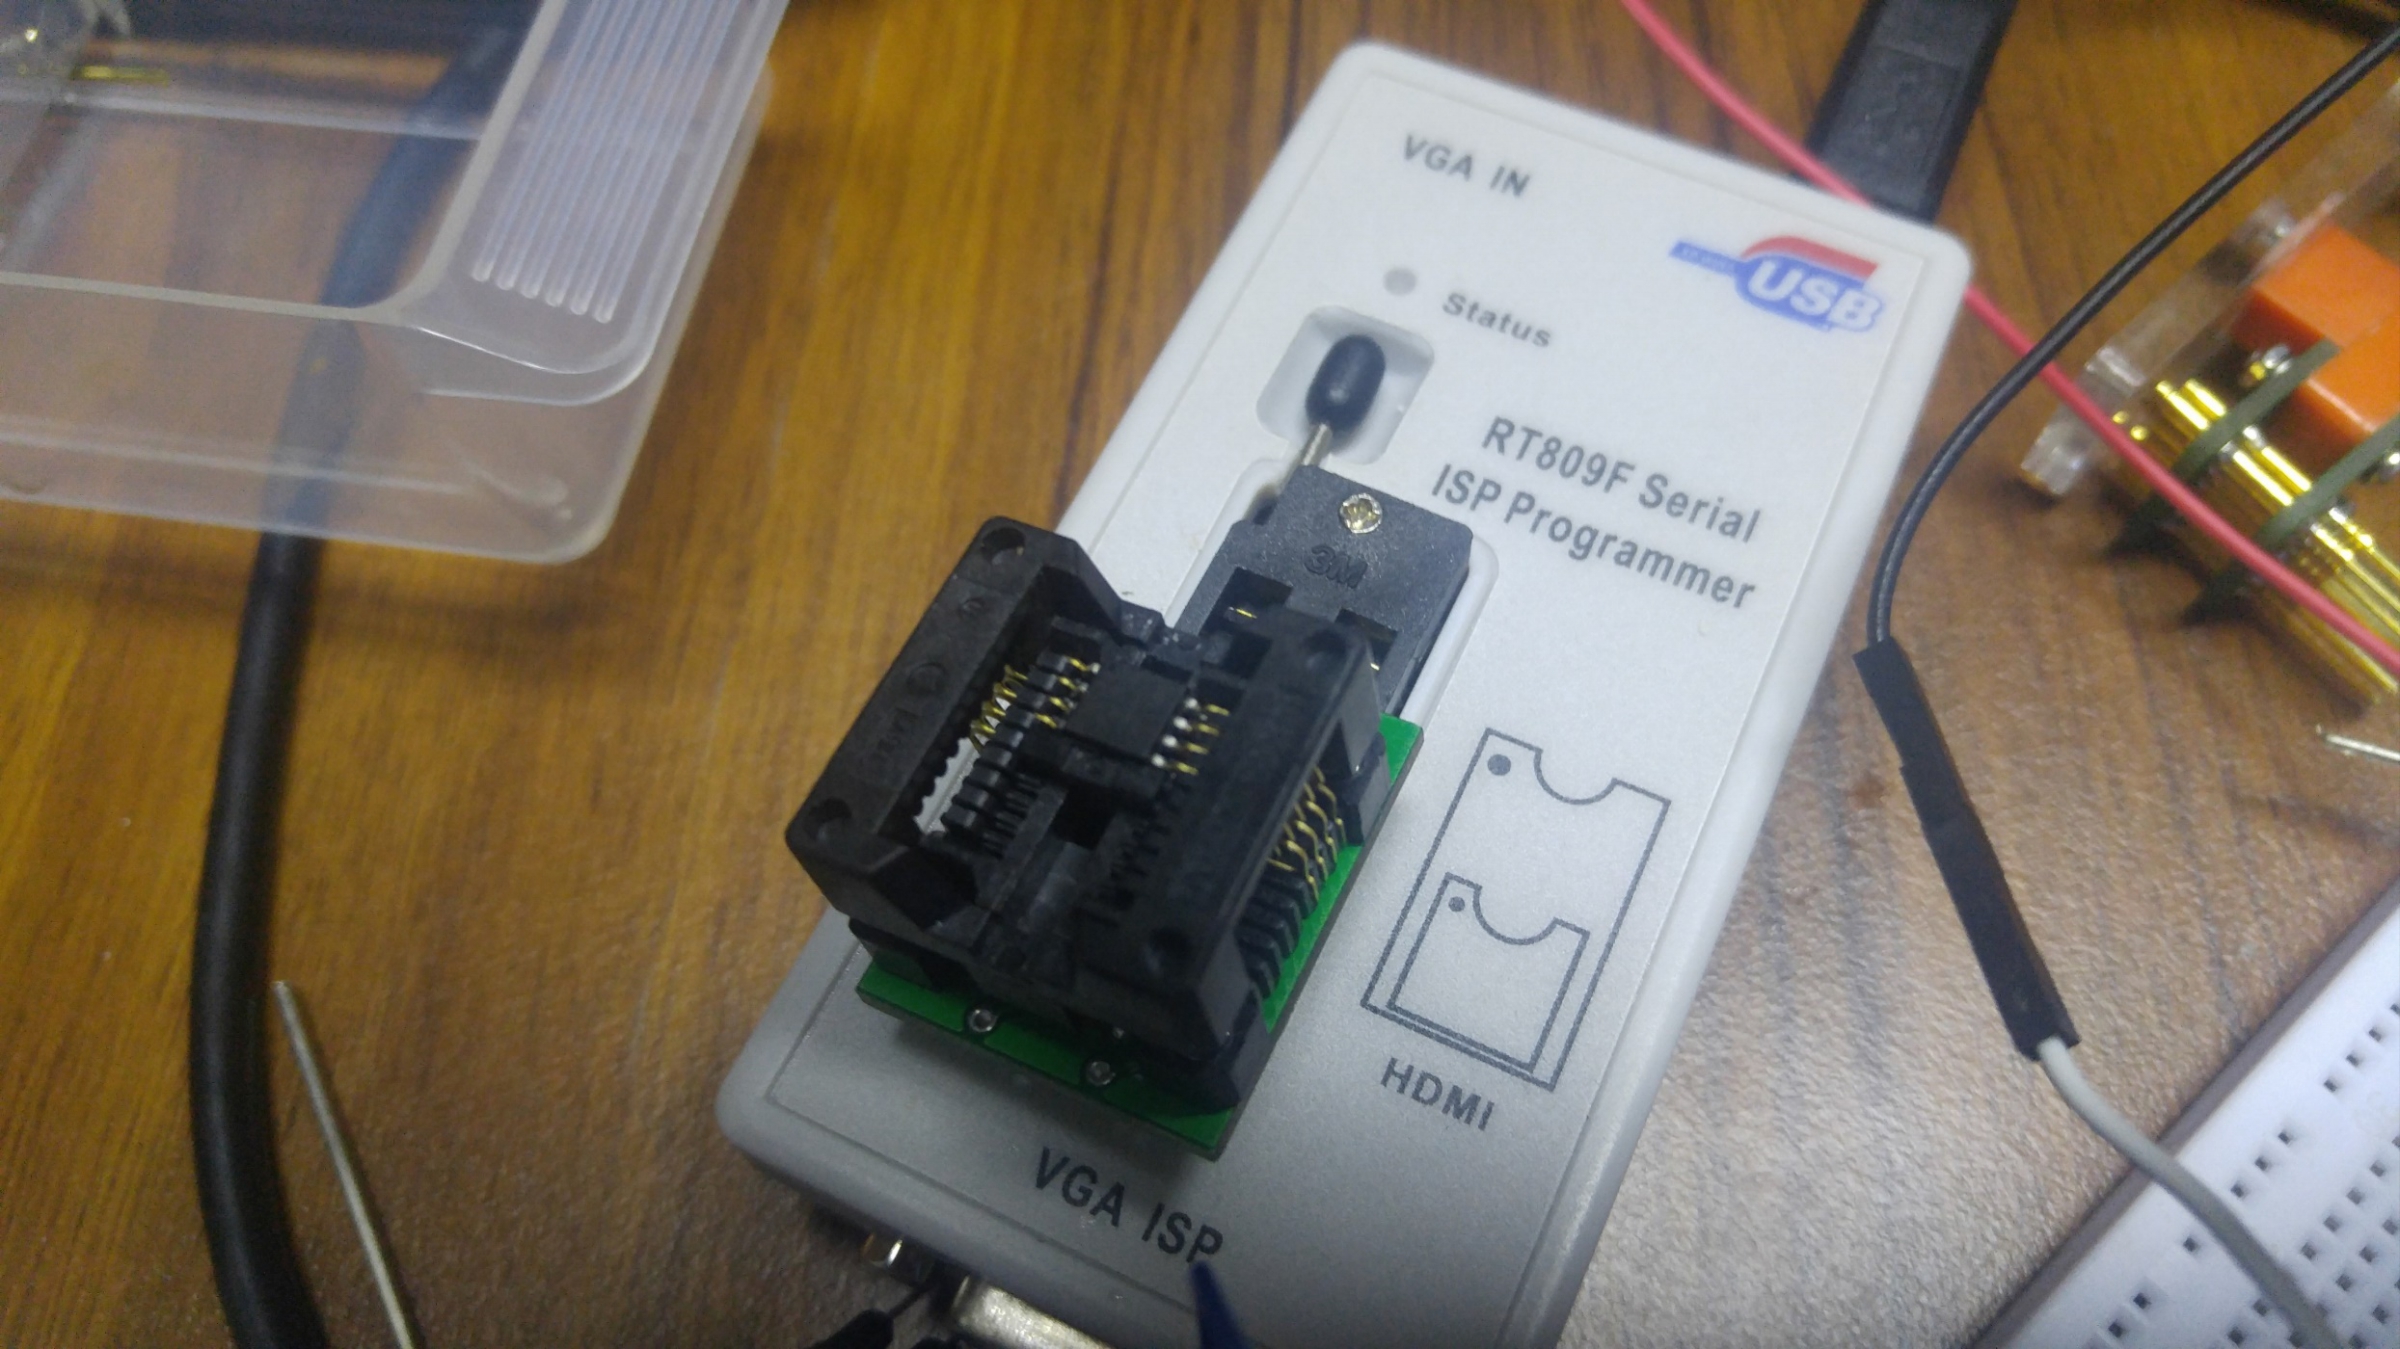 VGA IN
USB
Status
RT809F Serial
ISP Programmer
3M
HDMI
VGA ISP